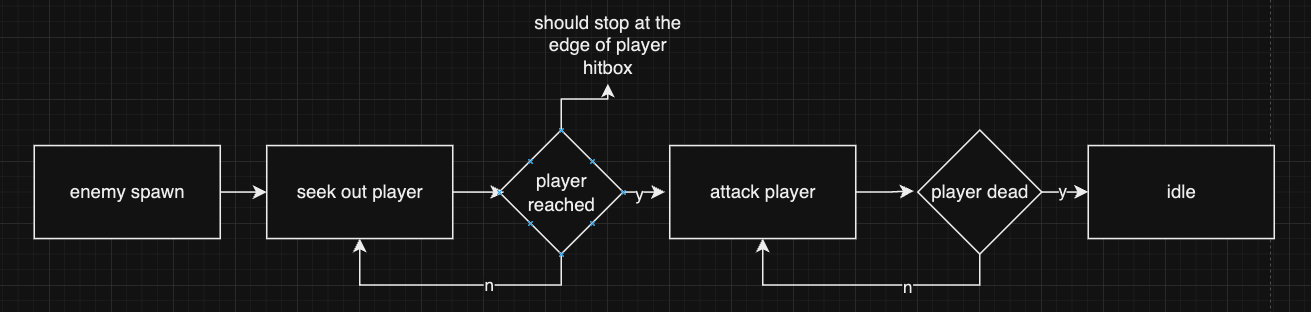 should stop at the
edge of player
hitbox
enemy spawn
seek out player
player
reached
y
attack player
player dead
y
idle
n
n